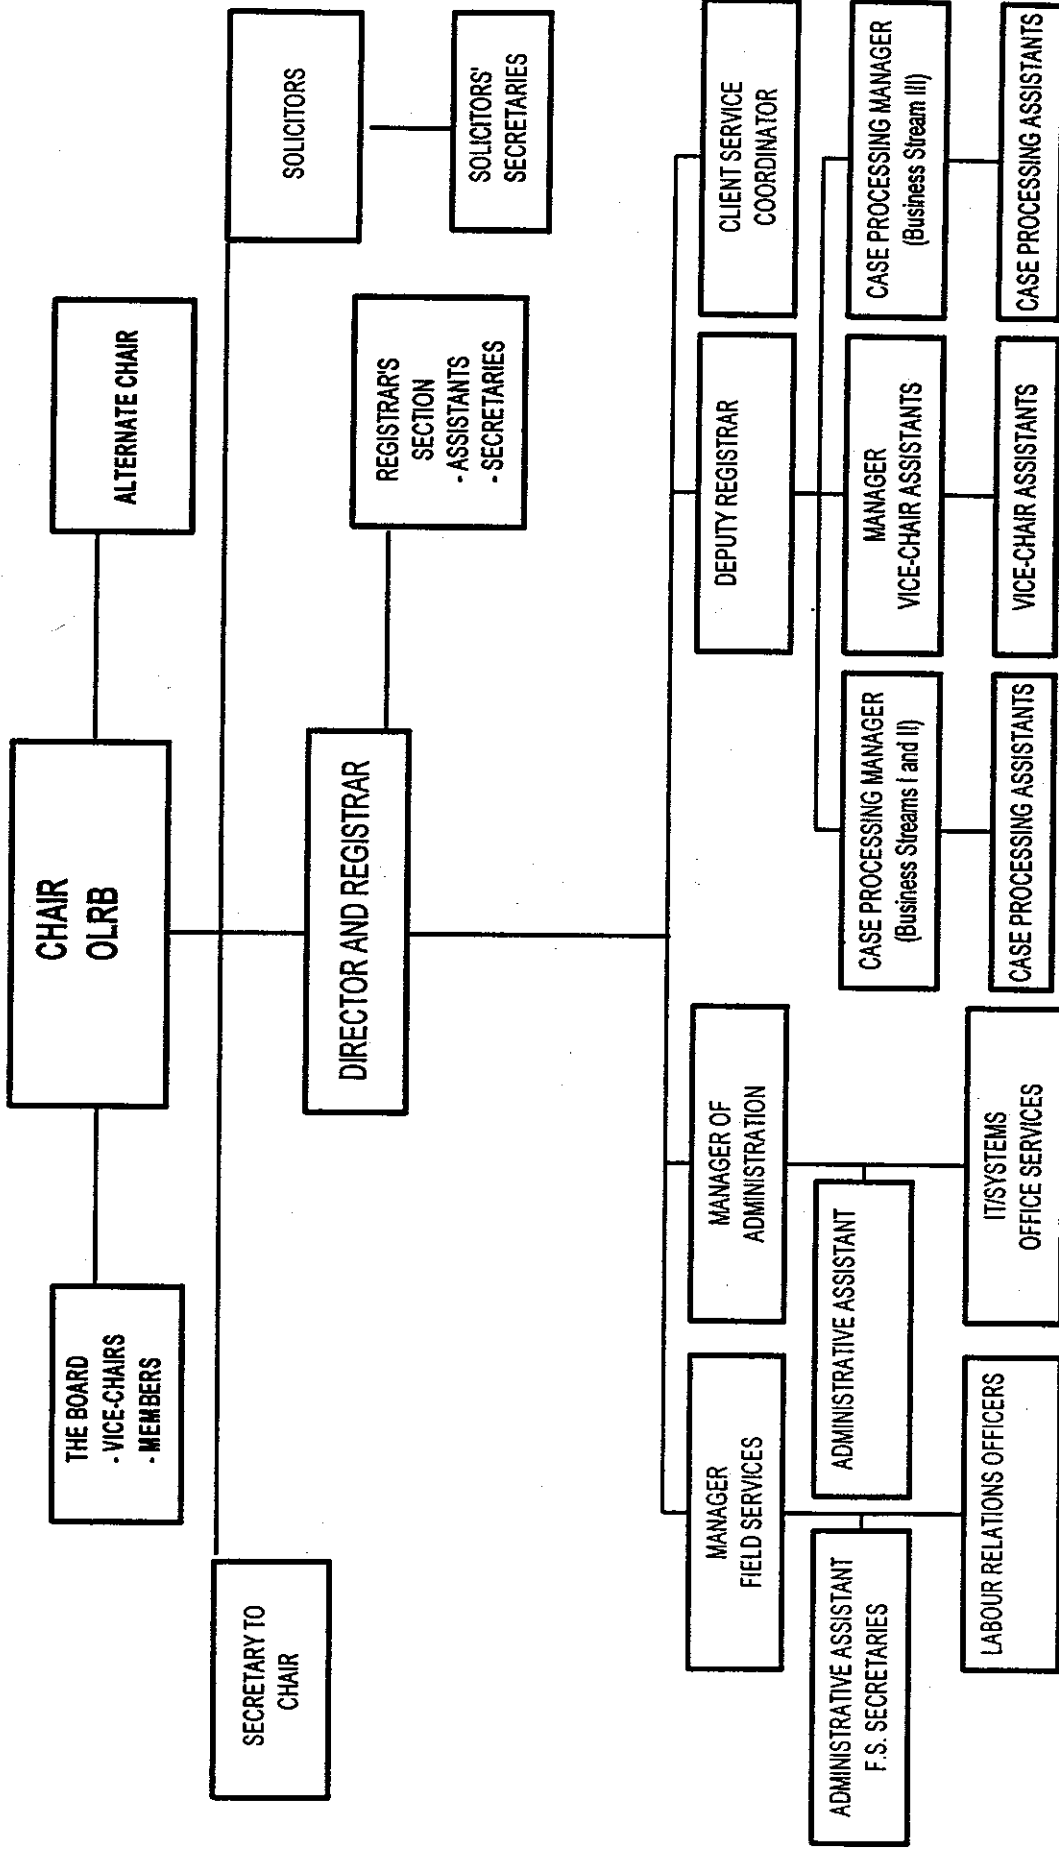 CHAIR
OLRB
THE BOARD
- VICE-CHAIRS
- MEMBERS
ALTERNATE CHAIR
SECRETARY TO
CHAIR
SOLICITORS
SOLICITORS'
SECRETARIES
DIRECTOR AND REGISTRAR
REGISTRAR'S
SECTION
- ASSISTANTS
- SECRETARIES
MANAGER
FIELD SERVICES
MANAGER OF
ADMINISTRATION
DEPUTY REGISTRAR
CLIENT SERVICE
COORDINATOR
ADMINISTRATIVE ASSISTANT
F.S. SECRETARIES
ADMINISTRATIVE ASSISTANT
CASE PROCESSING MANAGER
(Business Streams I and II)
MANAGER
VICE-CHAIR ASSISTANTS
CASE PROCESSING MANAGER
(Business Stream III)
LABOUR RELATIONS OFFICERS
IT/SYSTEMS
OFFICE SERVICES
CASE PROCESSING ASSISTANTS
VICE-CHAIR ASSISTANTS
CASE PROCESSING ASSISTANTS